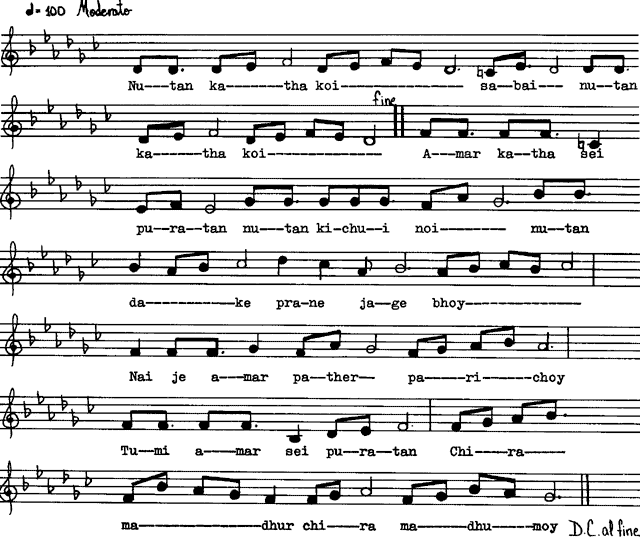 d = 100 Moderato
Nu---tan ka--------tha koi----------------- sa--bai--- nu--tan
fine
ka------tha koi-------------- A--mar ka--tha sei
pu--ra--tan nu---tan ki-chu--i noi--------- nu--tan
da-----------ke pra-ne ja--ge bhoy--------------
Nai je a---mar pa--ther-- pa-----ri------choy
Tu---mi a----mar sei pu--ra--tan Chi--ra-----
ma--------------dhur chi---ra ma----dhu-----moy D.C. al fine